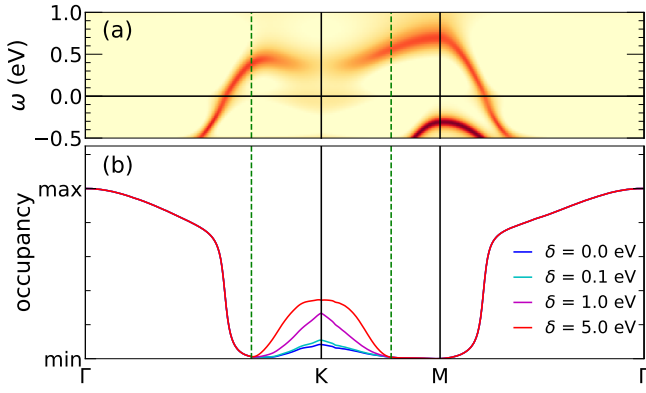 (a)
1.0
0.5
0.0
−0.5
ω (eV)
(b)
max
min
occupancy
δ = 0.0 eV
δ = 0.1 eV
δ = 1.0 eV
δ = 5.0 eV
Γ K M Γ